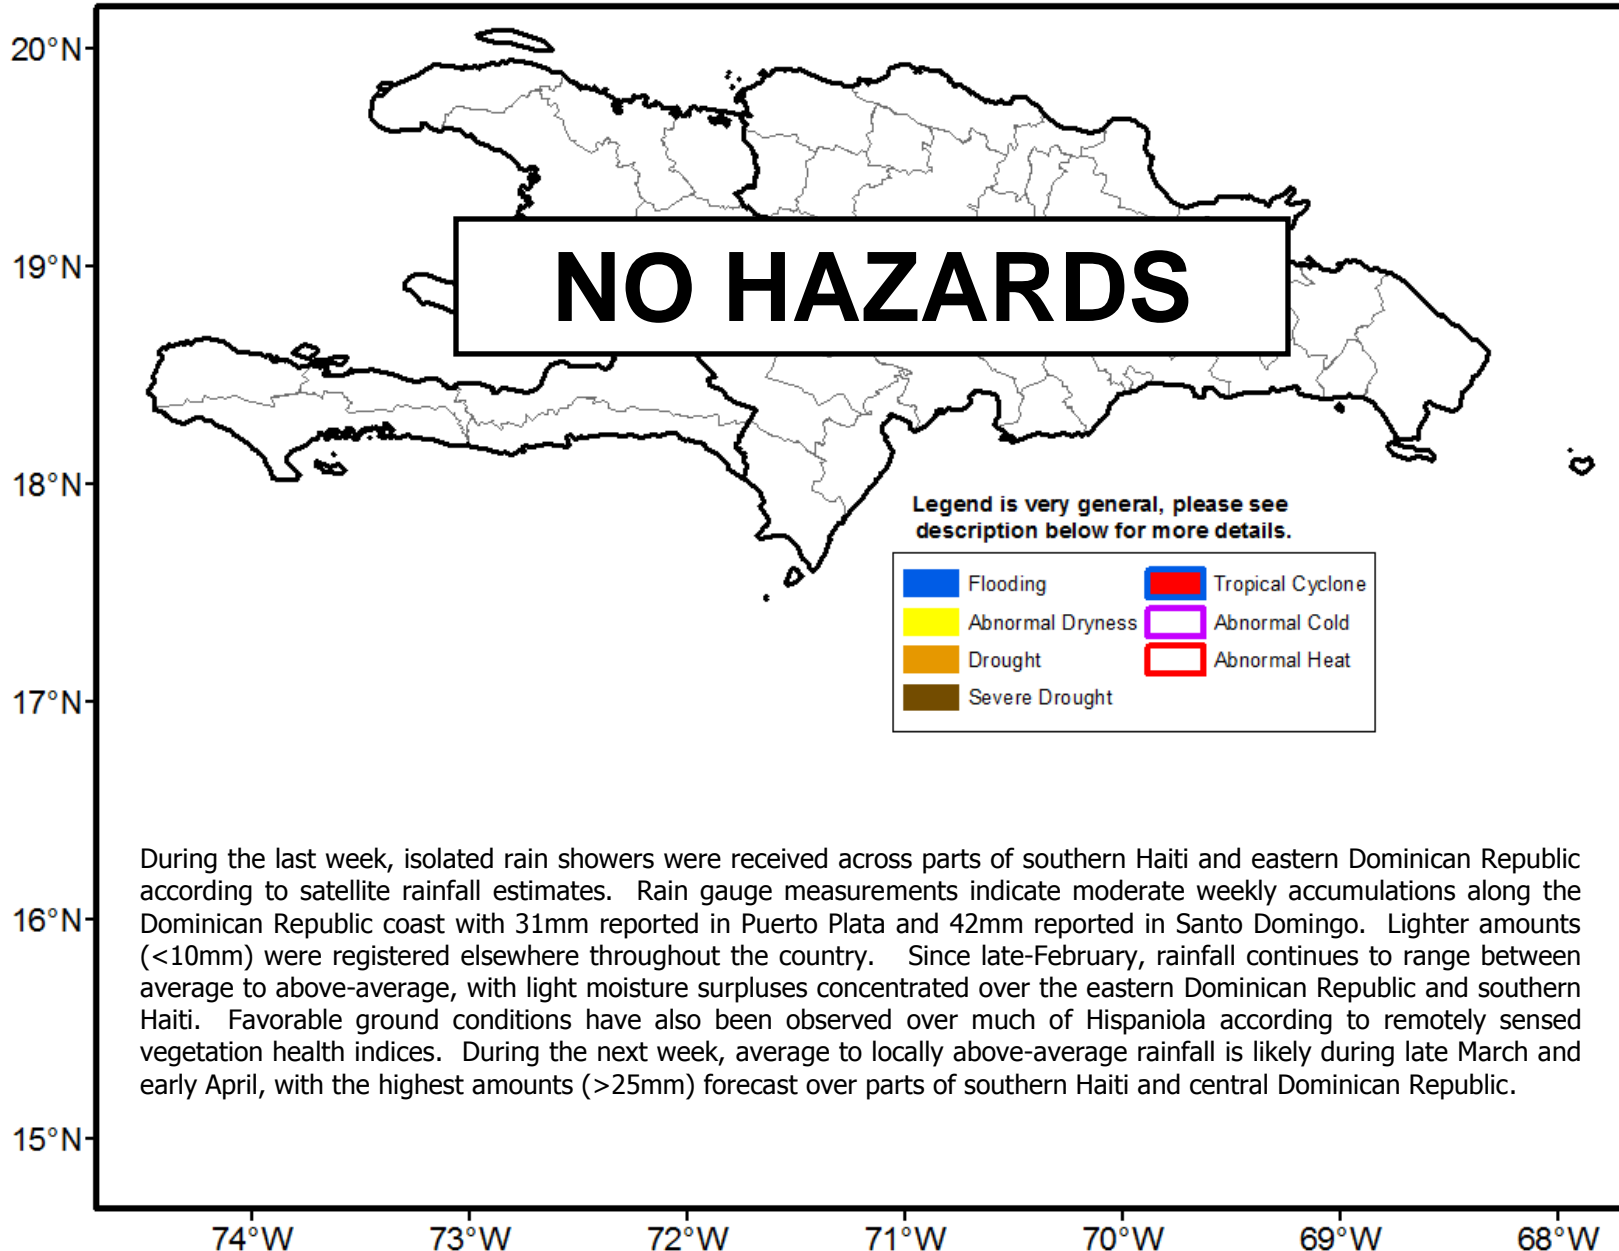 20°N
19°N
18°N
17°N
16°N
15°N
NO HAZARDS
Legend is very general, please see
description below for more details.
Flooding
Tropical Cyclone
Abnormal Dryness
Abnormal Cold
Drought
Abnormal Heat
Severe Drought
During the last week, isolated rain showers were received across parts of southern Haiti and eastern Dominican Republic
according to satellite rainfall estimates. Rain gauge measurements indicate moderate weekly accumulations along the
Dominican Republic coast with 31mm reported in Puerto Plata and 42mm reported in Santo Domingo. Lighter amounts
(<10mm) were registered elsewhere throughout the country. Since late-February, rainfall continues to range between
average to above-average, with light moisture surpluses concentrated over the eastern Dominican Republic and southern
Haiti. Favorable ground conditions have also been observed over much of Hispaniola according to remotely sensed
vegetation health indices. During the next week, average to locally above-average rainfall is likely during late March and
early April, with the highest amounts (>25mm) forecast over parts of southern Haiti and central Dominican Republic.
74°W
73°W
72°W
71°W
70°W
69°W
68°W